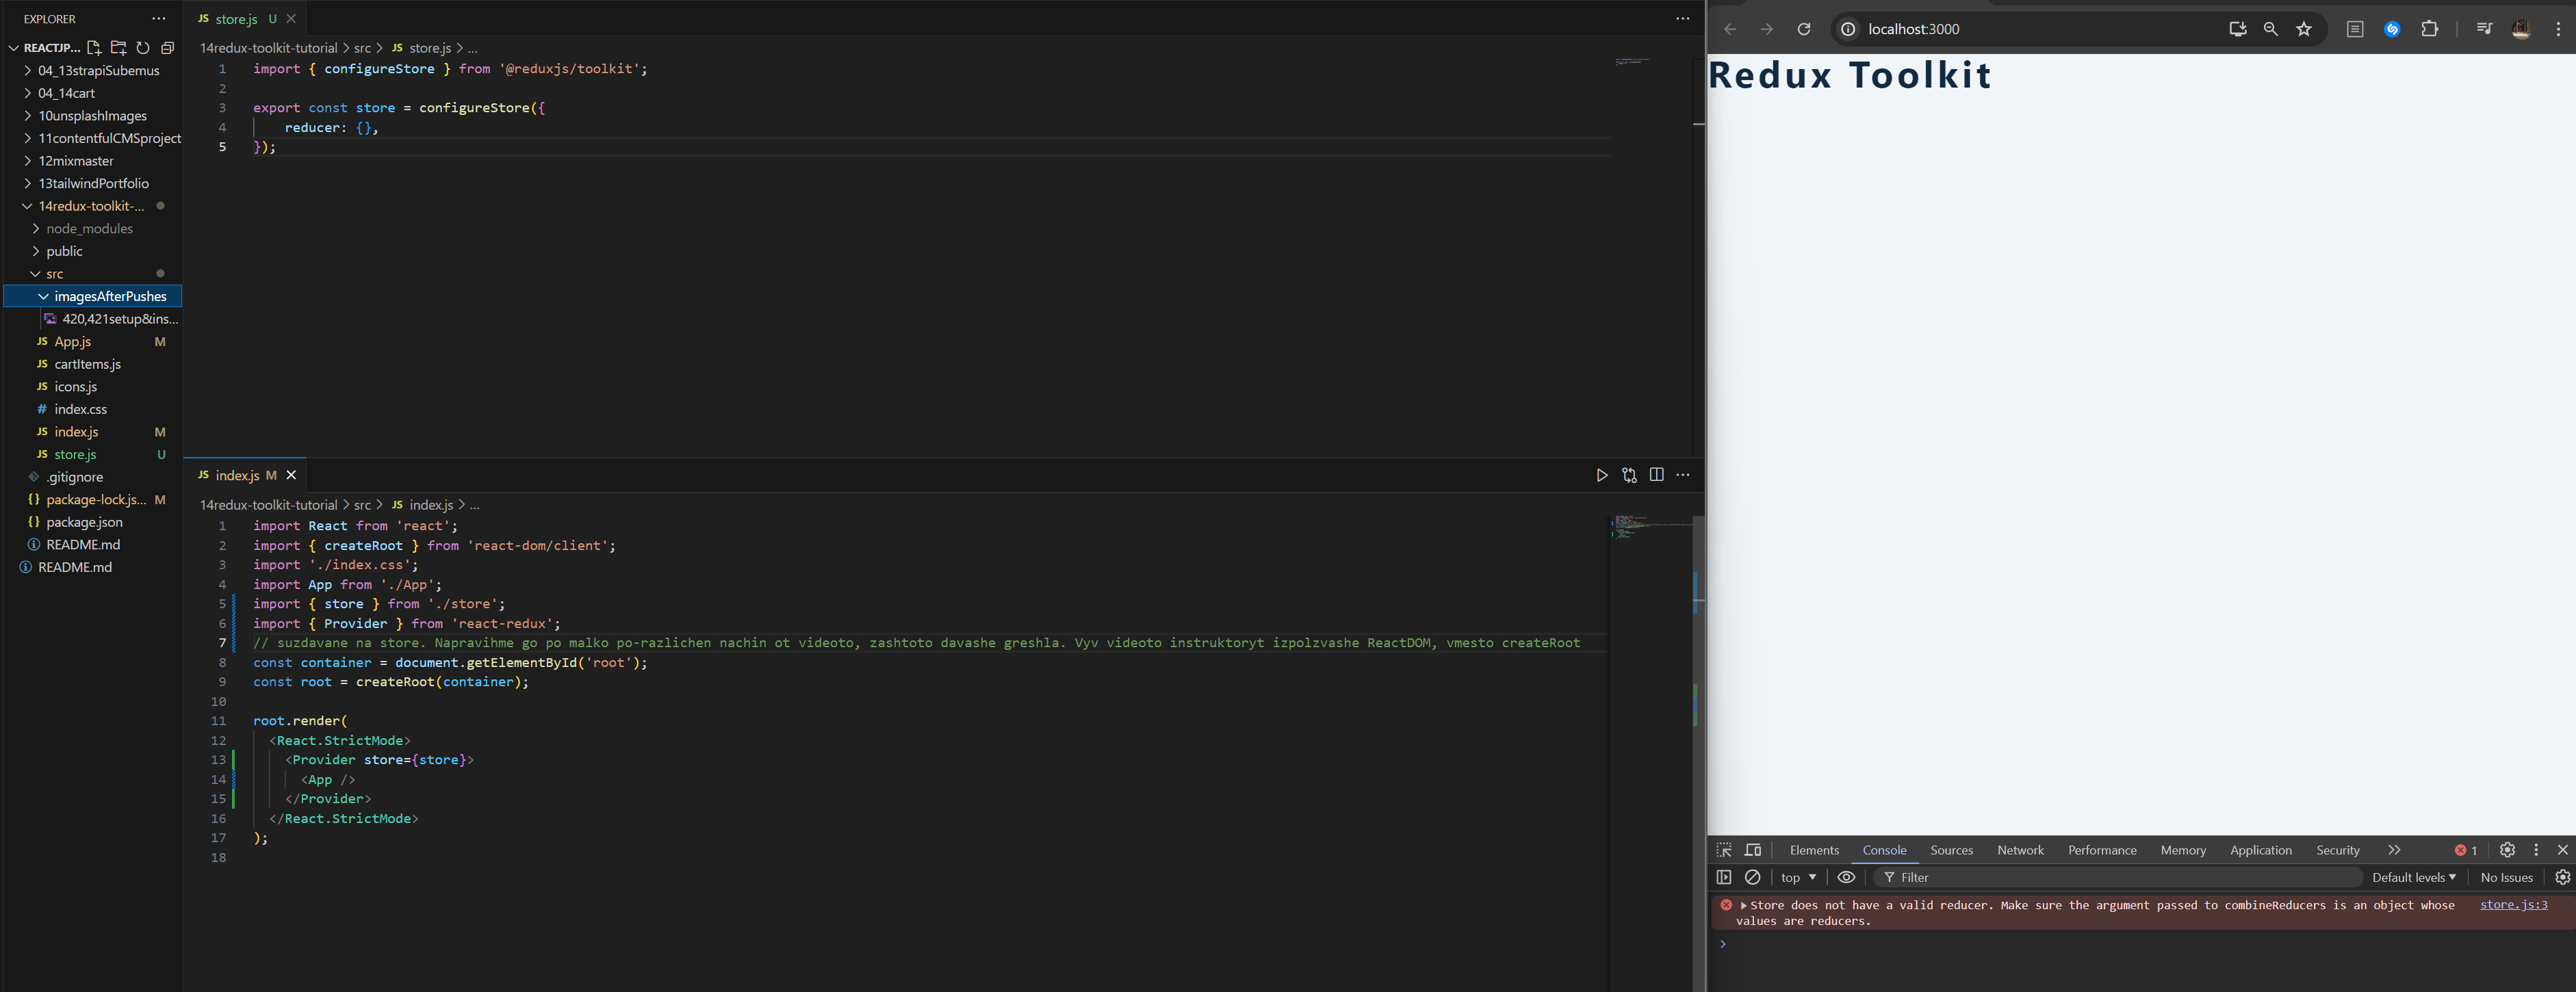 EXPLORER
REACTJP...
04_13strapiSubemus
04_14cart
10unsplashImages
11contentfulCMSproject
12mixmaster
13tailwindPortfolio
14redux-toolkit-...
node_modules
public
src
imagesAfterPushes
420,421setup&ins...
JS App.js M
JS cartItems.js
JS icons.js
# index.css
JS index.js M
JS store.js U
.gitignore
{} package-lock.js... M
{} package.json
README.md
README.md
JS store.js U
14redux-toolkit-tutorial > src > JS store.js > ...
1 import { configureStore } from '@reduxjs/toolkit';
2
3 export const store = configureStore({
4 reducer: {},
5 });
JS index.js M
14redux-toolkit-tutorial > src > JS index.js > ...
1 import React from 'react';
2 import { createRoot } from 'react-dom/client';
3 import './index.css';
4 import App from './App';
5 import { store } from './store';
6 import { Provider } from 'react-redux';
7 // suzdavane na store. Napravihme go po malko po-razlichen nachin ot videoto, zashtoto davashe greshla. Vyv videoto instruktoryt izpolzvashe ReactDOM, vmesto createRoot
8 const container = document.getElementById('root');
9 const root = createRoot(container);
10
11 root.render(
12 <React.StrictMode>
13 <Provider store={store}>
14 <App />
15 </Provider>
16 </React.StrictMode>
17 );
18
localhost:3000
Redux Toolkit
Elements Console Sources Network Performance Memory Application Security 1
top Filter Default levels No Issues
Store does not have a valid reducer. Make sure the argument passed to combineReducers is an object whose store.js:3
values are reducers.